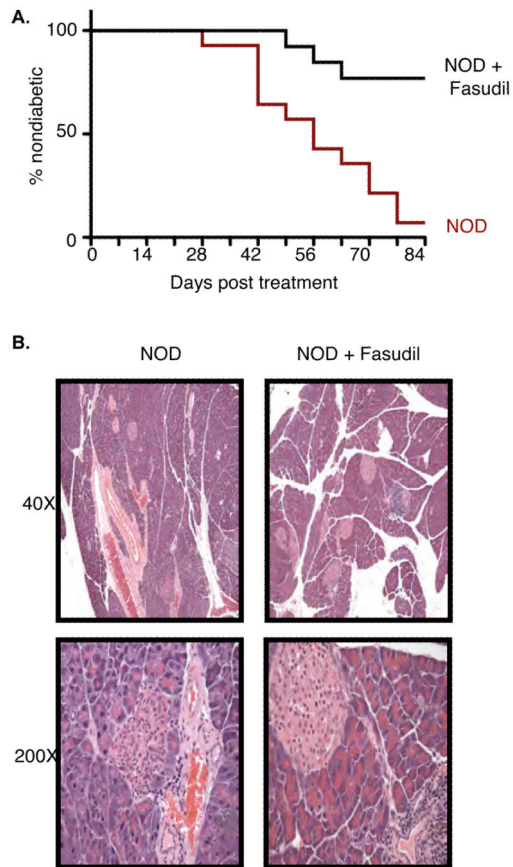 A.
100
50
0
% nondiabetic
NOD +
Fasudil
NOD
0 14 28 42 56 70 84
Days post treatment
B.
NOD NOD + Fasudil
40X
200X